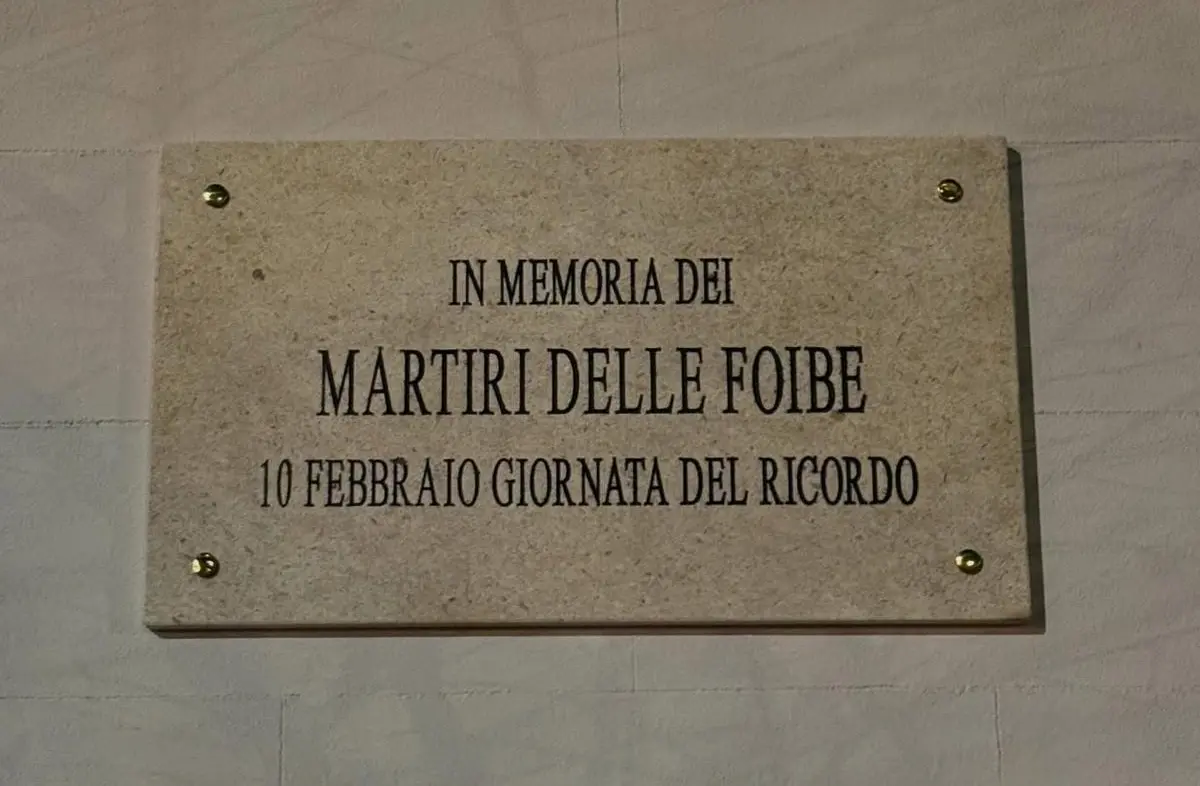 IN MEMORIA DEI
MARTIRI DELLE FOIBE
10 FEBBRAIO GIORNATA DEL RICORDO